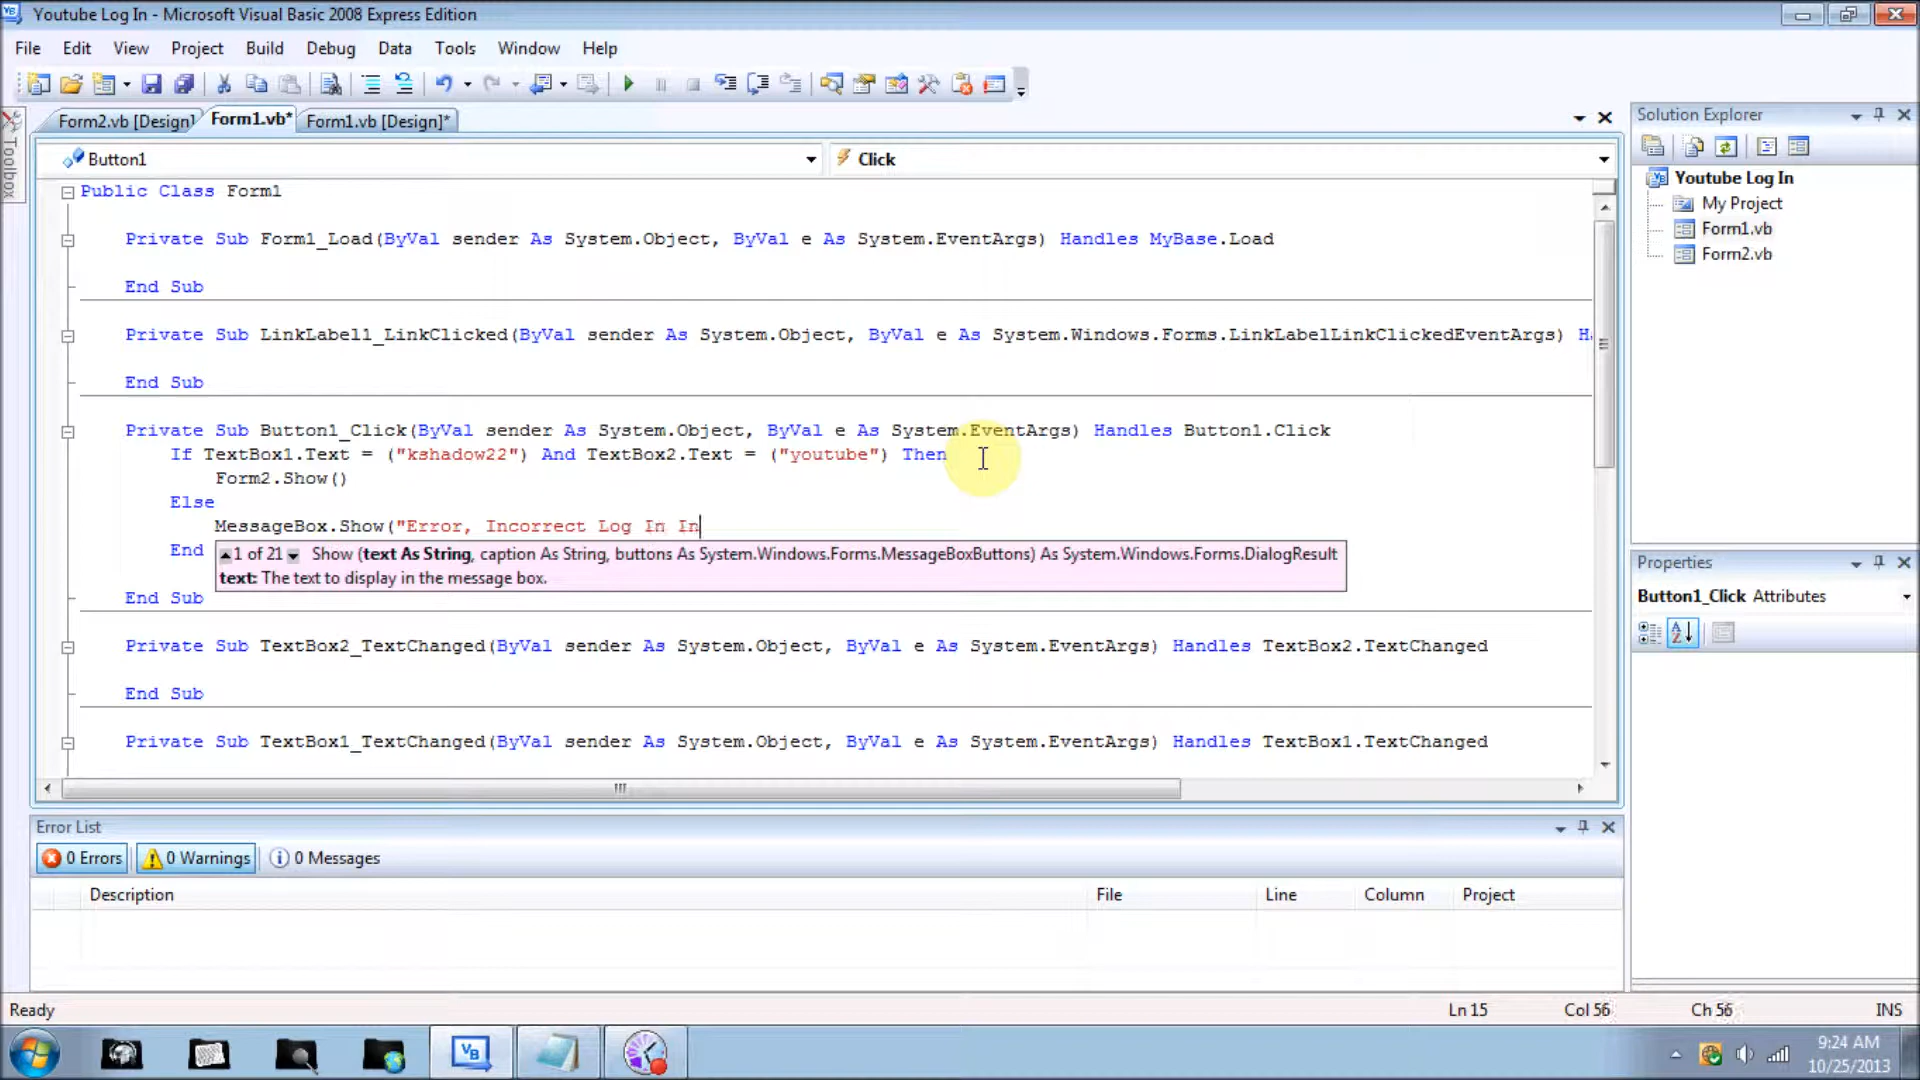 Youtube Log In - Microsoft Visual Basic 2008 Express Edition
File Edit View Project Build Debug Data Tools Window Help
Form2.vb [Design] Form1.vb* Form1.vb [Design]*
Toolbox
Button1 Click
Public Class Form1
Private Sub Form1_Load(ByVal sender As System.Object, ByVal e As System.EventArgs) Handles MyBase.Load
End Sub
Private Sub LinkLabel1_LinkClicked(ByVal sender As System.Object, ByVal e As System.Windows.Forms.LinkLabelLinkClickedEventArgs) Ha
End Sub
Private Sub Button1_Click(ByVal sender As System.Object, ByVal e As System.EventArgs) Handles Button1.Click
If TextBox1.Text = ("kshadow22") And TextBox2.Text = ("youtube") Then
Form2.Show()
Else
MessageBox.Show("Error, Incorrect Log In In
End
1 of 21 Show (text As String, caption As String, buttons As System.Windows.Forms.MessageBoxButtons) As System.Windows.Forms.DialogResult
text: The text to display in the message box.
End Sub
Private Sub TextBox2_TextChanged(ByVal sender As System.Object, ByVal e As System.EventArgs) Handles TextBox2.TextChanged
End Sub
Private Sub TextBox1_TextChanged(ByVal sender As System.Object, ByVal e As System.EventArgs) Handles TextBox1.TextChanged
Solution Explorer
Youtube Log In
My Project
Form1.vb
Form2.vb
Properties
Button1_Click Attributes
Error List
0 Errors 0 Warnings 0 Messages
Description File Line Column Project
Ready Ln 15 Col 56 Ch 56 INS
9:24 AM
10/25/2013